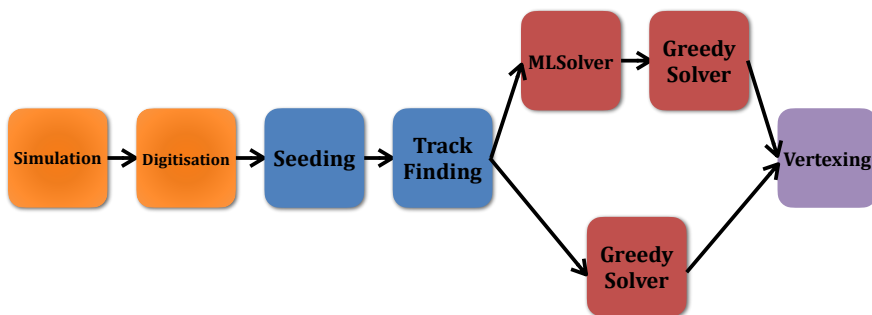 Simulation
Digitisation
Seeding
Track
Finding
MLSolver
Greedy
Solver
Greedy
Solver
Vertexing